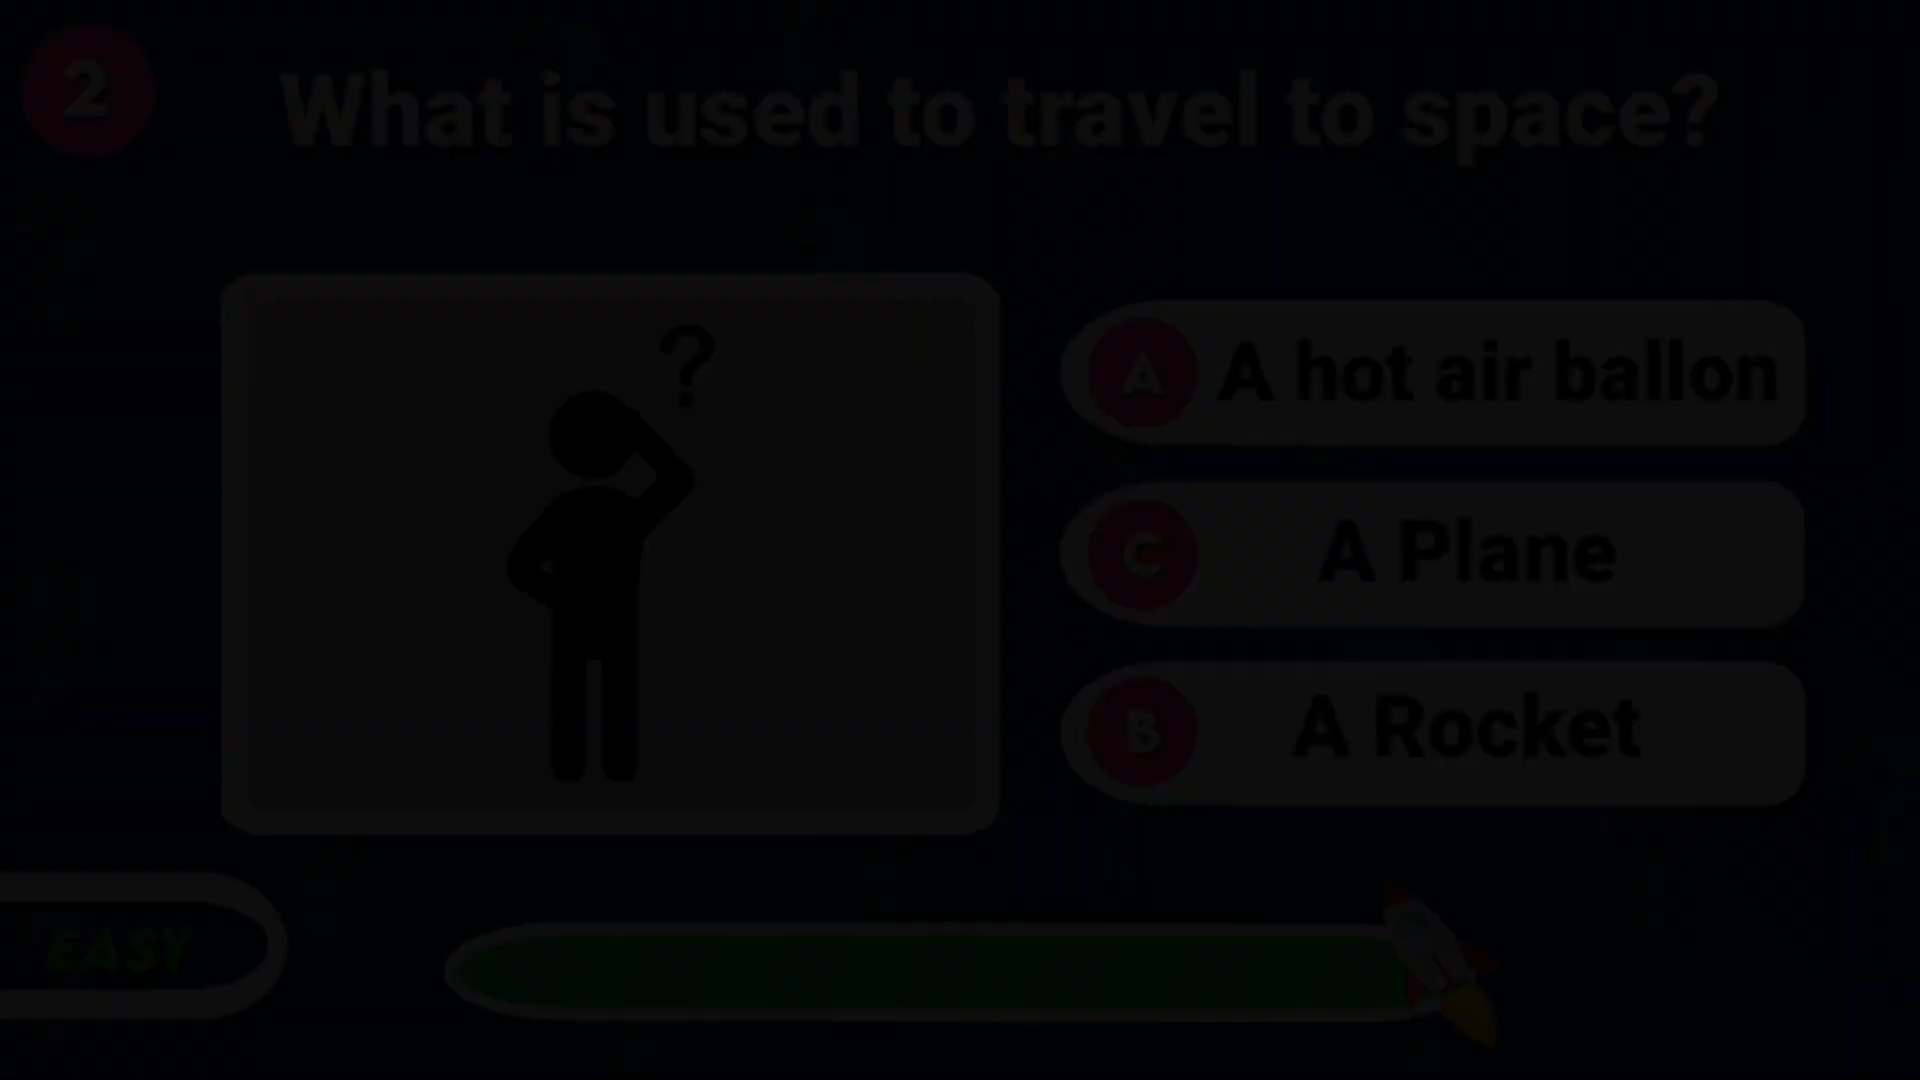 2
What is used to travel to space?
?
A A hot air ballon
C A Plane
B A Rocket
EASY